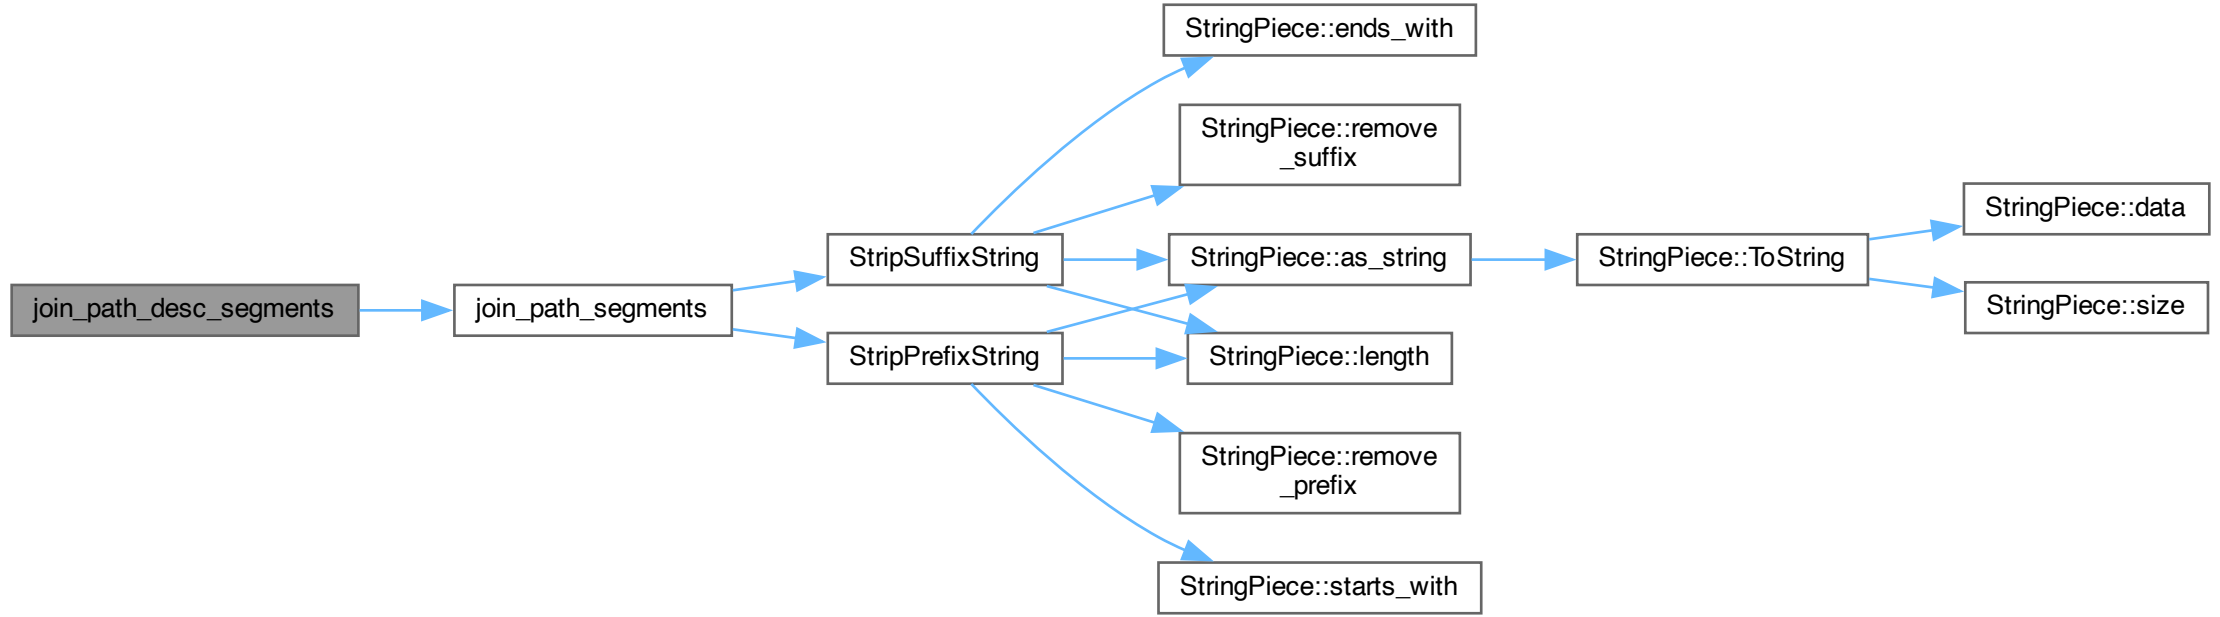 join_path_desc_segments
join_path_segments
StripSuffixString
StripPrefixString
StringPiece::ends_with
StringPiece::remove
_suffix
StringPiece::as_string
StringPiece::length
StringPiece::remove
_prefix
StringPiece::starts_with
StringPiece::ToString
StringPiece::data
StringPiece::size